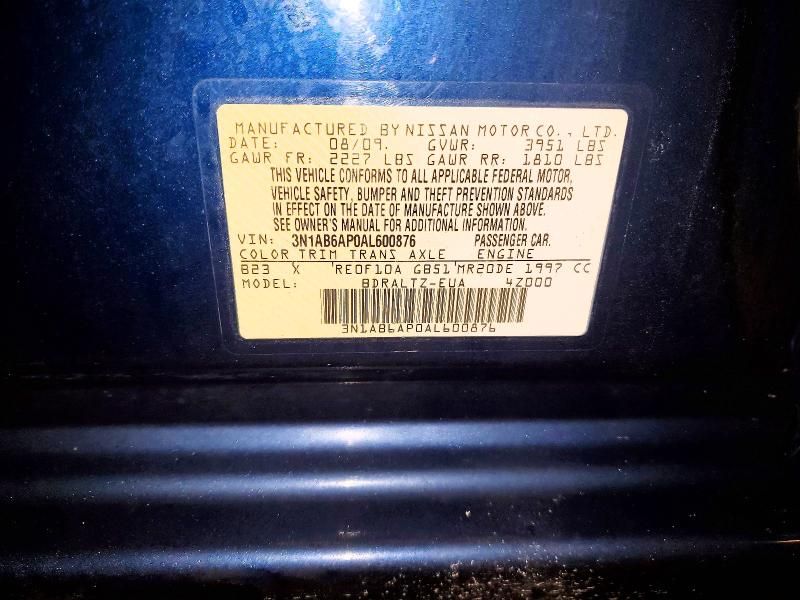 MANUFACTURED BY NISSAN MOTOR CO., LTD.
DATE: 08/09. GVWR: 3951 LBS
GAWR FR: 2227 LBS GAWR RR: 1810 LBS
THIS VEHICLE CONFORMS TO ALL APPLICABLE FEDERAL MOTOR,
VEHICLE SAFETY, BUMPER AND THEFT PREVENTION STANDARDS
IN EFFECT ON THE DATE OF MANUFACTURE SHOWN ABOVE.
SEE OWNER'S MANUAL FOR ADDITIONAL INFORMATION.
VIN: 3N1AB6AP0AL600876 PASSENGER CAR.
COLOR TRIM TRANS AXLE ENGINE
B23 X RE0F10A GB51 MR20DE 1997 CC
MODEL: BDRALTZ-EUA 4Z000
3N1AB6AP0AL600876